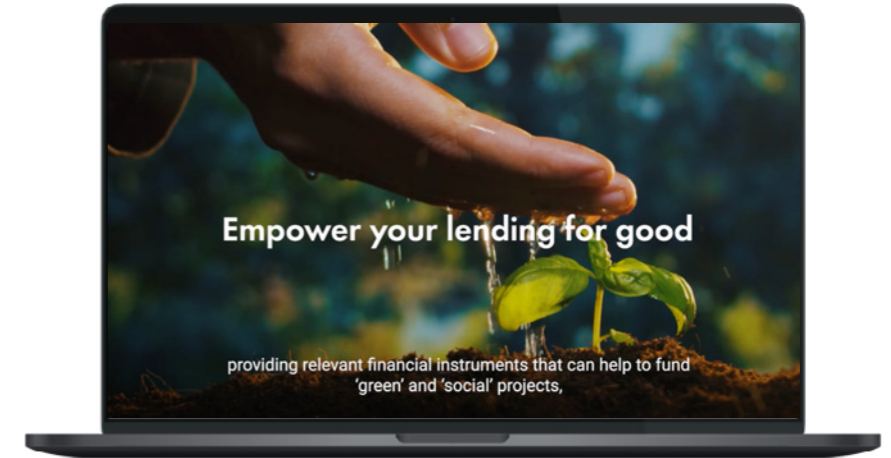 Empower your lending for good
providing relevant financial instruments that can help to fund
‘green’ and ‘social’ projects,